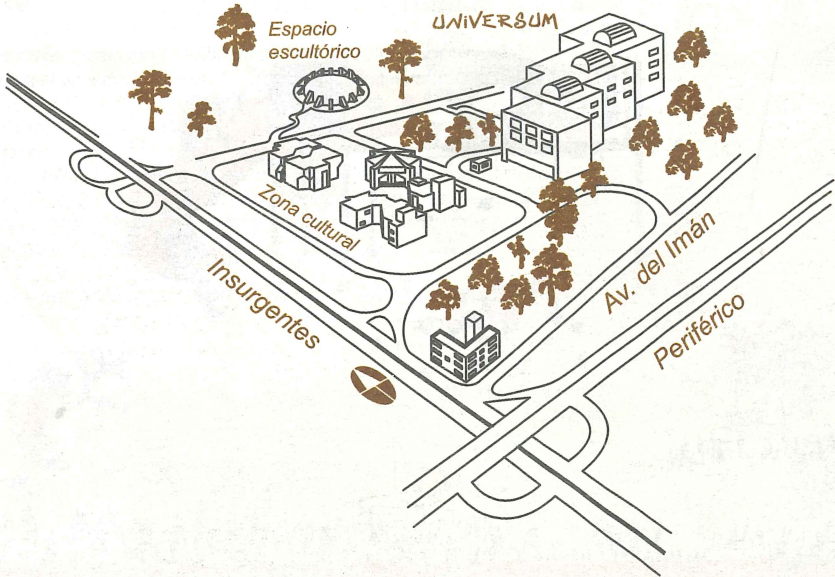 UNiVERSUM
Espacio
escultórico
Zona cultural
Insurgentes
Av. del Imán
Periférico